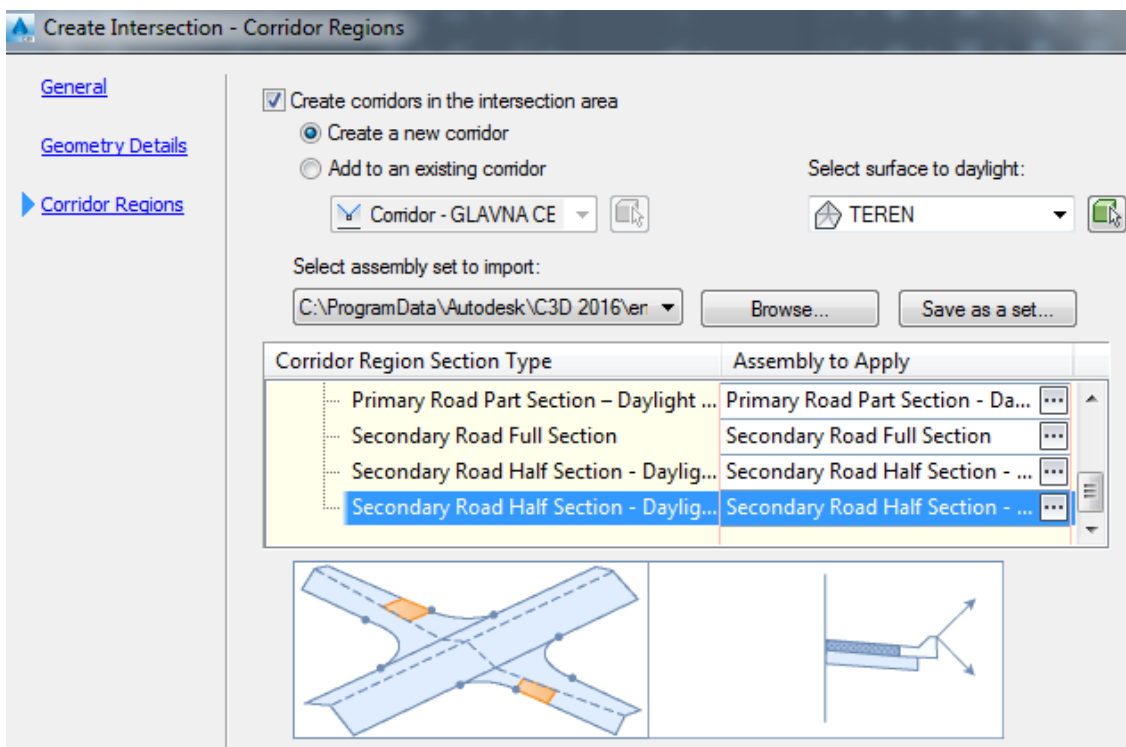 Create Intersection - Corridor Regions
General
Geometry Details
Corridor Regions
Create corridors in the intersection area
Create a new corridor
Add to an existing corridor
Corridor - GLAVNA CE
Select surface to daylight:
TEREN
Select assembly set to import:
C:\ProgramData\Autodesk\C3D 2016\en
Browse...
Save as a set...
Corridor Region Section Type Assembly to Apply
Primary Road Part Section – Daylight ... Primary Road Part Section - Da... ...
Secondary Road Full Section Secondary Road Full Section ...
Secondary Road Half Section - Daylig... Secondary Road Half Section - ... ...
Secondary Road Half Section - Daylig... Secondary Road Half Section - ... ...